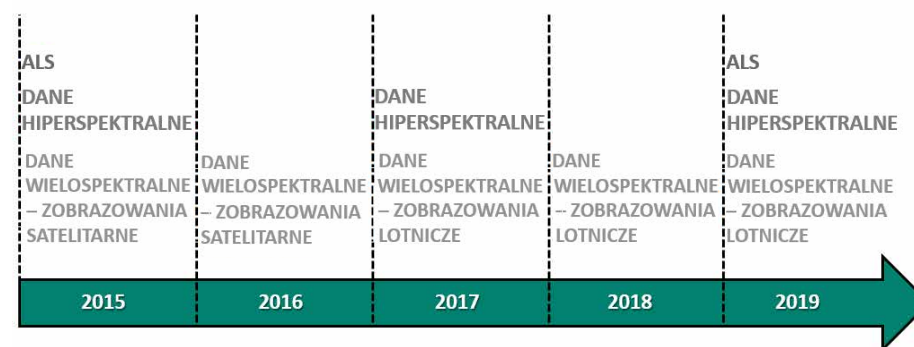 ALS
DANE
HIPERSPEKTRALNE
DANE
WIELOSPEKTRALNE
– ZOBRAZOWANIA
SATELITARNE
DANE
WIELOSPEKTRALNE
– ZOBRAZOWANIA
SATELITARNE
DANE
HIPERSPEKTRALNE
DANE
WIELOSPEKTRALNE
– ZOBRAZOWANIA
LOTNICZE
DANE
WIELOSPEKTRALNE
– ZOBRAZOWANIA
LOTNICZE
ALS
DANE
HIPERSPEKTRALNE
DANE
WIELOSPEKTRALNE
– ZOBRAZOWANIA
LOTNICZE
2015 2016 2017 2018 2019